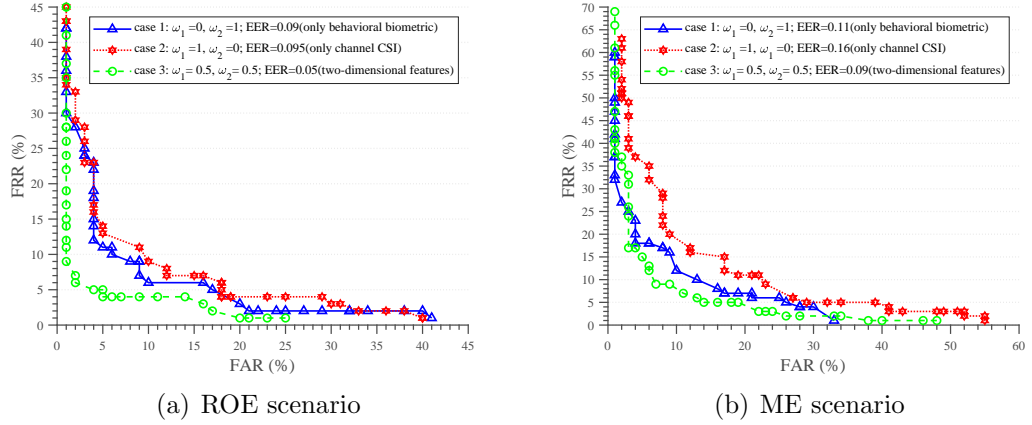 45
40
35
30
25
20
15
10
5
0
FRR (%)
0 5 10 15 20 25 30 35 40 45
FAR (%)
case 1: ω1=0, ω2=1; EER=0.09(only behavioral biometric)
case 2: ω1=1, ω2=0; EER=0.095(only channel CSI)
case 3: ω1= 0.5, ω2= 0.5; EER=0.05(two-dimensional features)
(a) ROE scenario
70
65
60
55
50
45
40
35
30
25
20
15
10
5
0
FRR (%)
0 10 20 30 40 50 60
FAR (%)
case 1: ω1=0, ω2=1; EER=0.11(only behavioral biometric)
case 2: ω1=1, ω1=0; EER=0.16(only channel CSI)
case 3: ω1= 0.5, ω2= 0.5; EER=0.09(two-dimensional features)
(b) ME scenario